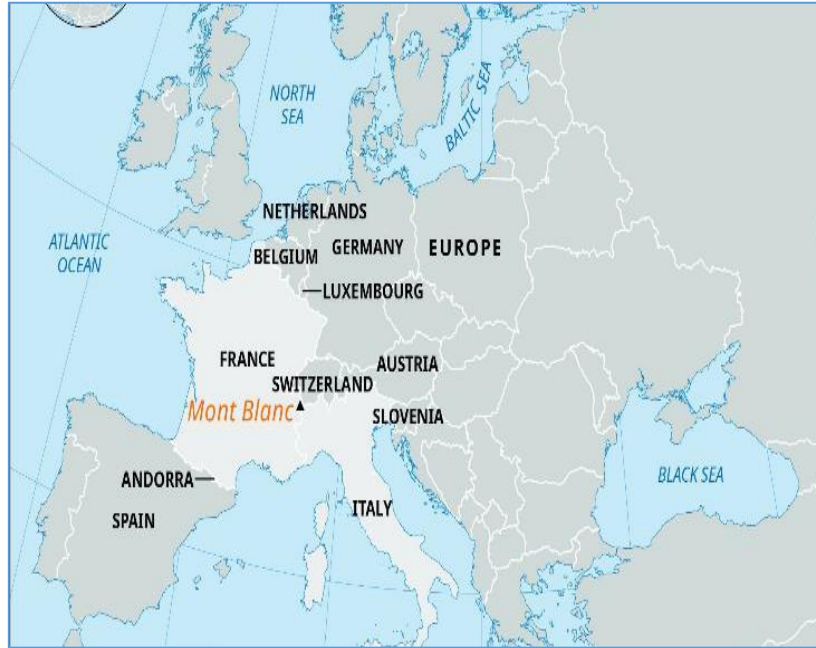 NORTH
SEA
BALTIC SEA
NETHERLANDS
ATLANTIC
OCEAN
BELGIUM
GERMANY
EUROPE
LUXEMBOURG
FRANCE
AUSTRIA
SWITZERLAND
Mont Blanc
SLOVENIA
BLACK SEA
ANDORRA
ITALY
SPAIN